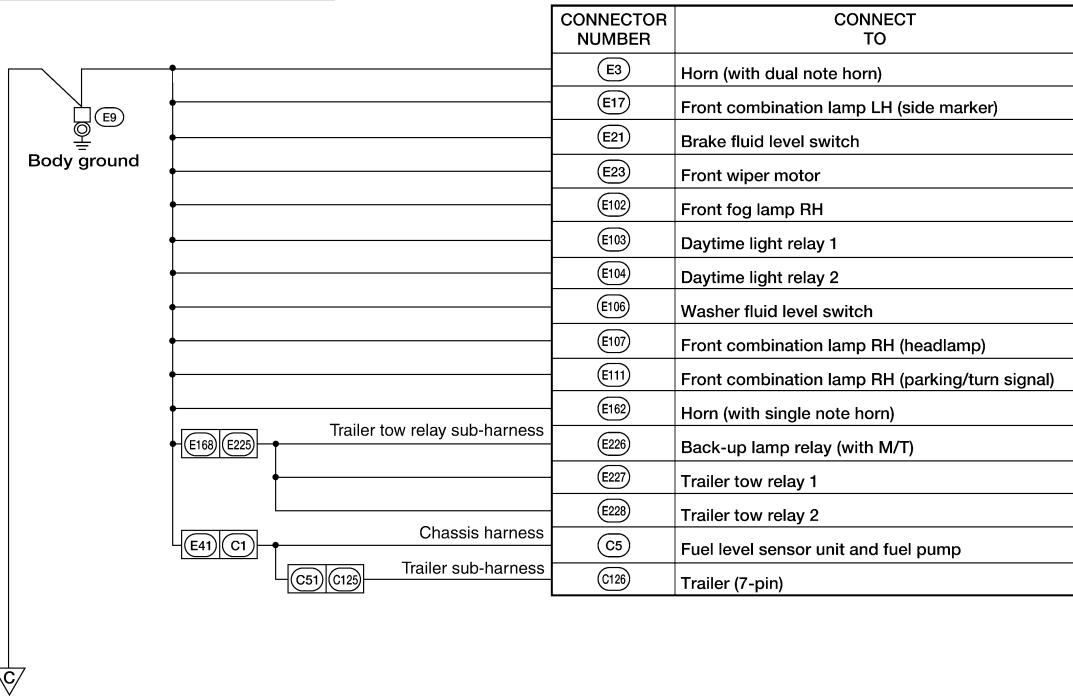 CONNECTOR NUMBER CONNECT TO
E3 Horn (with dual note horn)
E9
Body ground
E17 Front combination lamp LH (side marker)
E21 Brake fluid level switch
E23 Front wiper motor
E102 Front fog lamp RH
E103 Daytime light relay 1
E104 Daytime light relay 2
E106 Washer fluid level switch
E107 Front combination lamp RH (headlamp)
E111 Front combination lamp RH (parking/turn signal)
E162 Horn (with single note horn)
E168 E225 Trailer tow relay sub-harness E226 Back-up lamp relay (with M/T)
E227 Trailer tow relay 1
E228 Trailer tow relay 2
E41 C1 Chassis harness C5 Fuel level sensor unit and fuel pump
C51 C125 Trailer sub-harness C126 Trailer (7-pin)
C